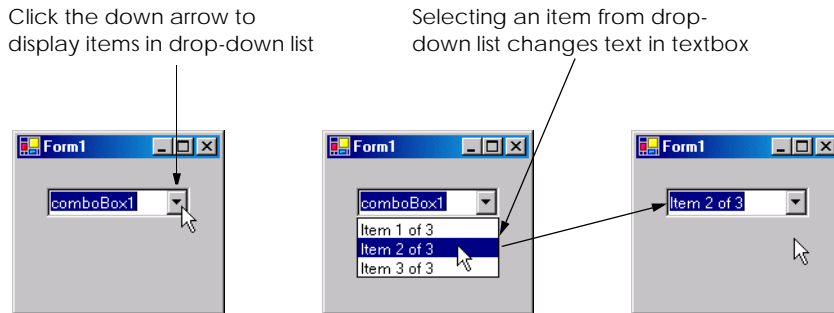 Click the down arrow to
display items in drop-down list
Selecting an item from drop-
down list changes text in textbox
Form1
comboBox1
Form1
comboBox1
Item 1 of 3
Item 2 of 3
Item 3 of 3
Form1
Item 2 of 3